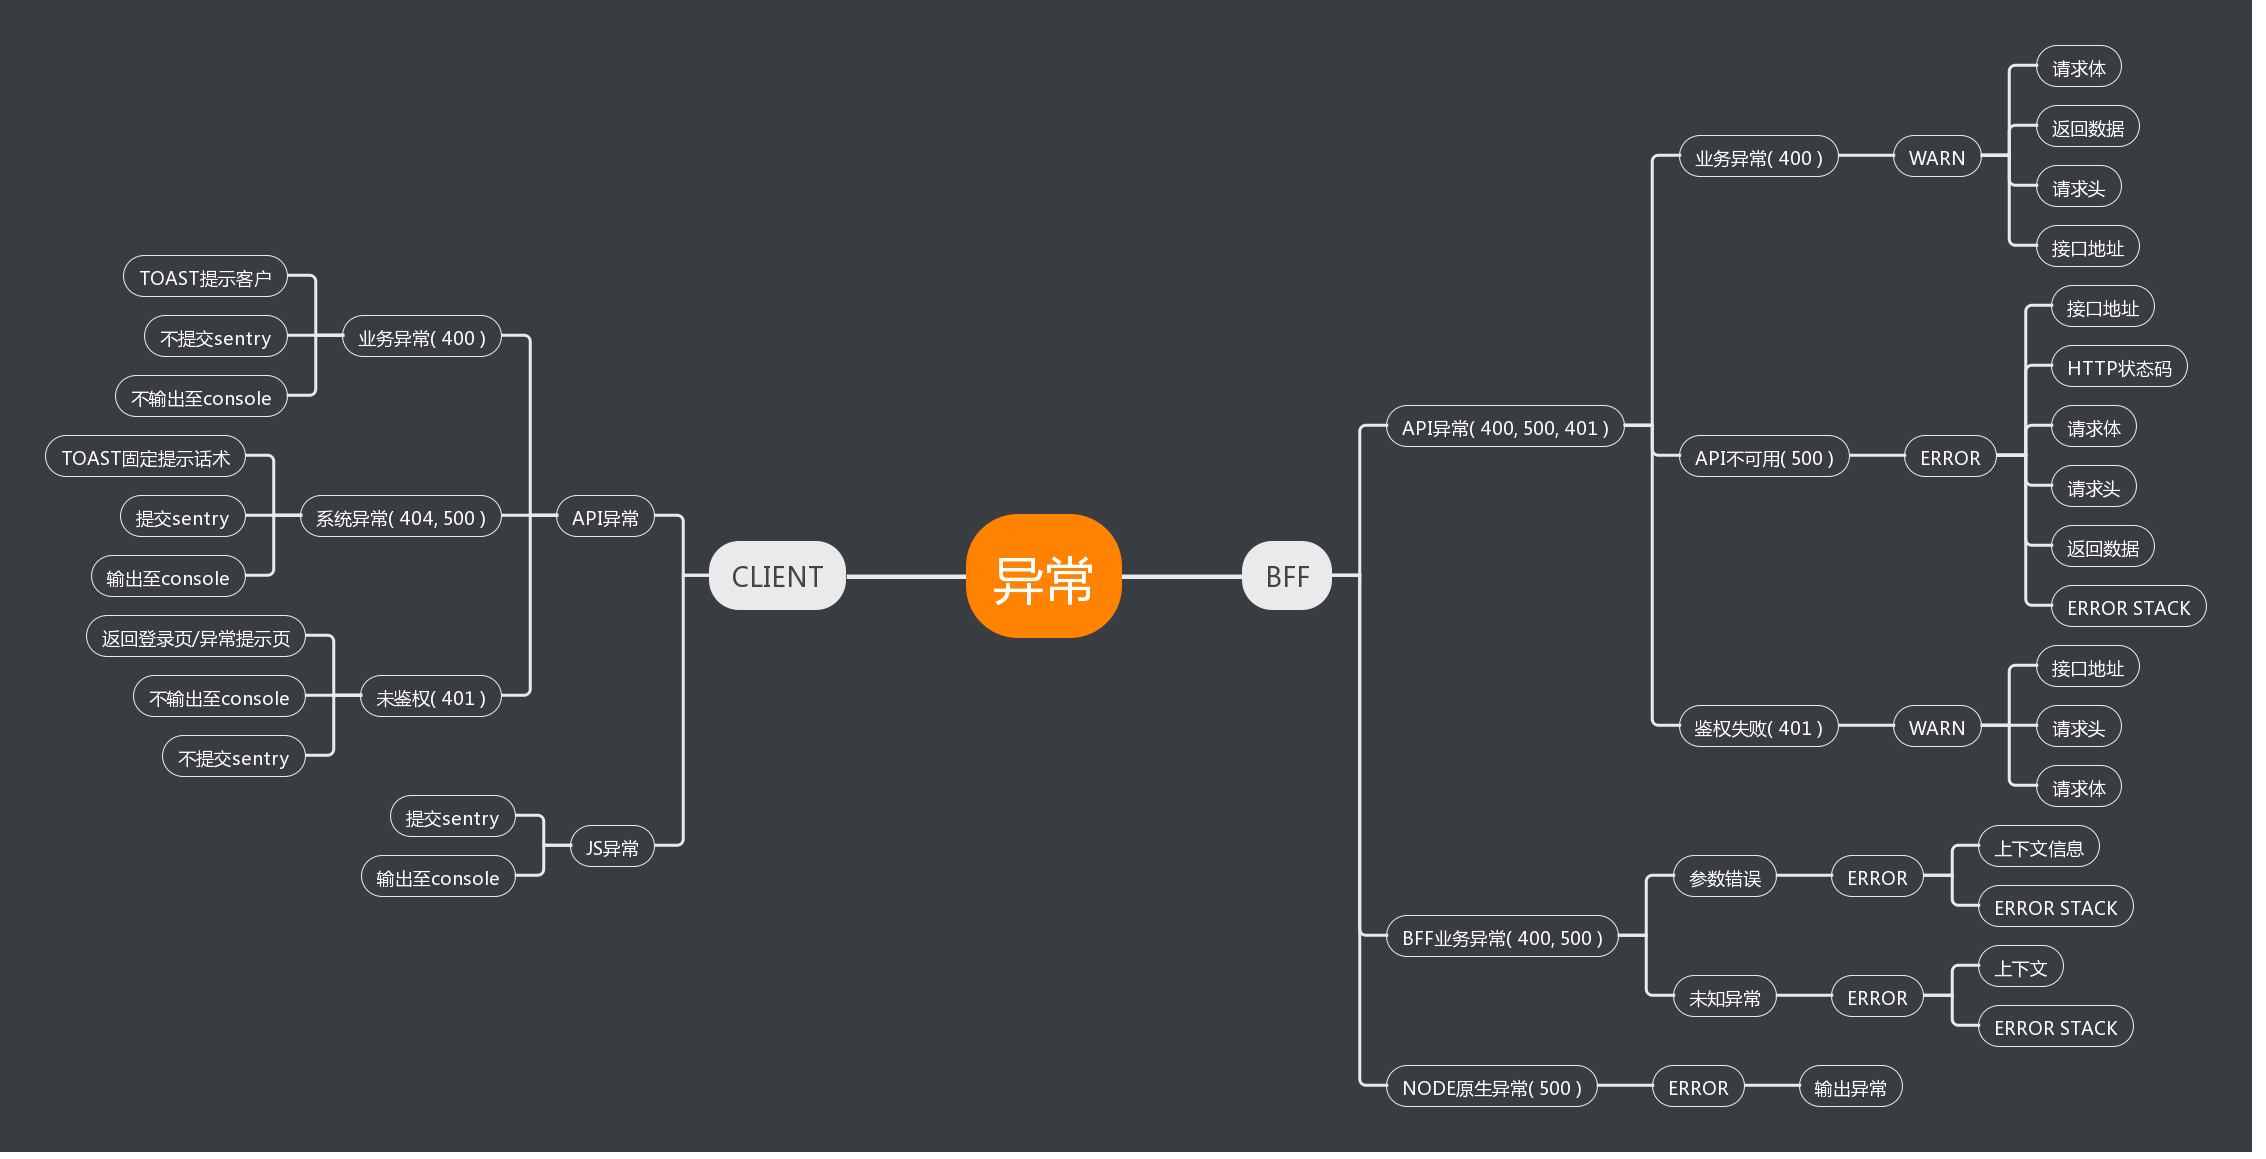 异常
CLIENT
API异常
业务异常( 400 )
TOAST提示客户
不提交sentry
不输出至console
系统异常( 404, 500 )
TOAST固定提示话术
提交sentry
输出至console
未鉴权( 401 )
返回登录页/异常提示页
不输出至console
不提交sentry
JS异常
提交sentry
输出至console
BFF
API异常( 400, 500, 401 )
业务异常( 400 )
WARN
请求体
返回数据
请求头
接口地址
API不可用( 500 )
ERROR
接口地址
HTTP状态码
请求体
请求头
返回数据
ERROR STACK
鉴权失败( 401 )
WARN
接口地址
请求头
请求体
BFF业务异常( 400, 500 )
参数错误
ERROR
上下文信息
ERROR STACK
未知异常
ERROR
上下文
ERROR STACK
NODE原生异常( 500 )
ERROR
输出异常